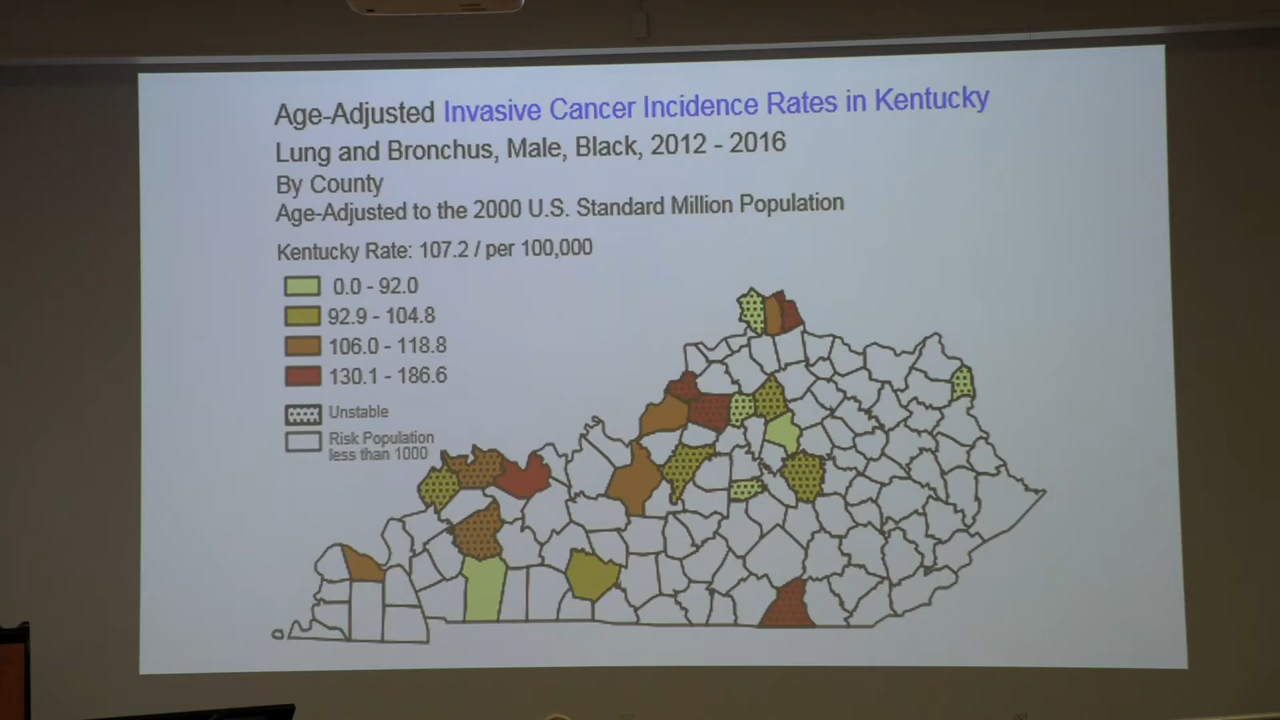 Age-Adjusted Invasive Cancer Incidence Rates in Kentucky
Lung and Bronchus, Male, Black, 2012 - 2016
By County
Age-Adjusted to the 2000 U.S. Standard Million Population
Kentucky Rate: 107.2 / per 100,000
0.0 - 92.0
92.9 - 104.8
106.0 - 118.8
130.1 - 186.6
Unstable
Risk Population
less than 1000